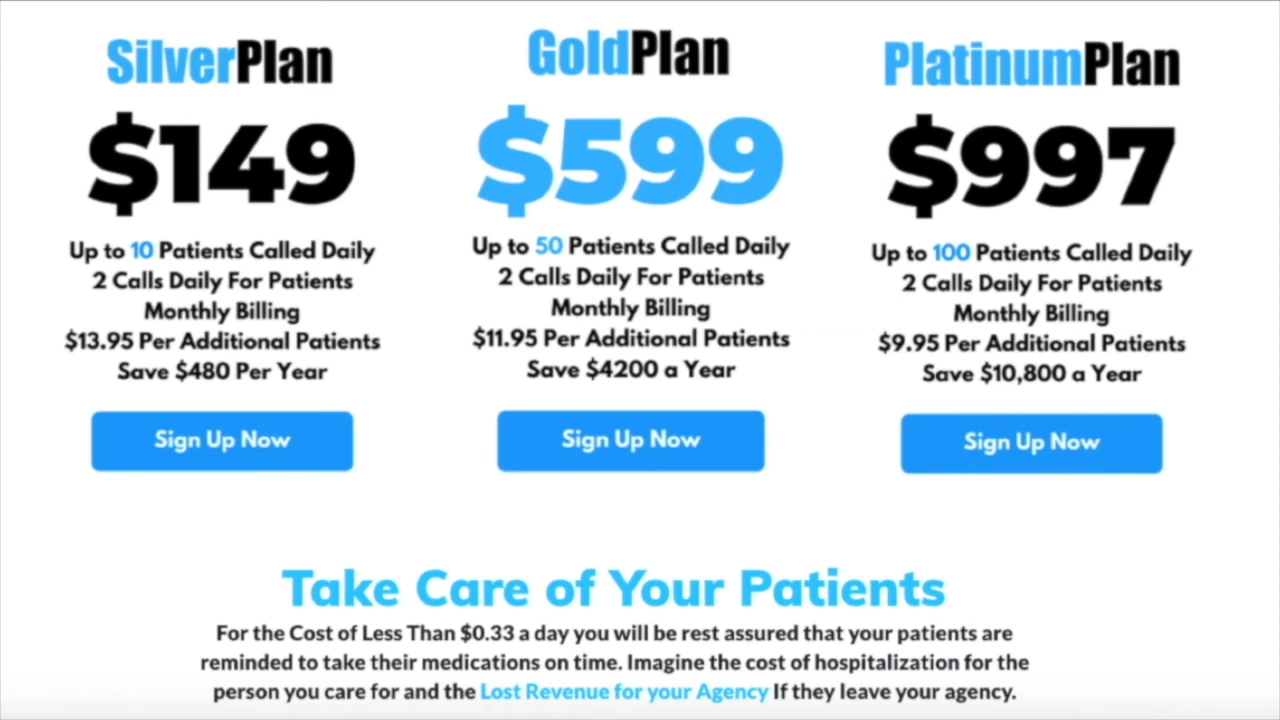 SilverPlan
$149
Up to 10 Patients Called Daily
2 Calls Daily For Patients
Monthly Billing
$13.95 Per Additional Patients
Save $480 Per Year
Sign Up Now
GoldPlan
$599
Up to 50 Patients Called Daily
2 Calls Daily For Patients
Monthly Billing
$11.95 Per Additional Patients
Save $4200 a Year
Sign Up Now
PlatinumPlan
$997
Up to 100 Patients Called Daily
2 Calls Daily For Patients
Monthly Billing
$9.95 Per Additional Patients
Save $10,800 a Year
Sign Up Now
Take Care of Your Patients
For the Cost of Less Than $0.33 a day you will be rest assured that your patients are
reminded to take their medications on time. Imagine the cost of hospitalization for the
person you care for and the Lost Revenue for your Agency If they leave your agency.